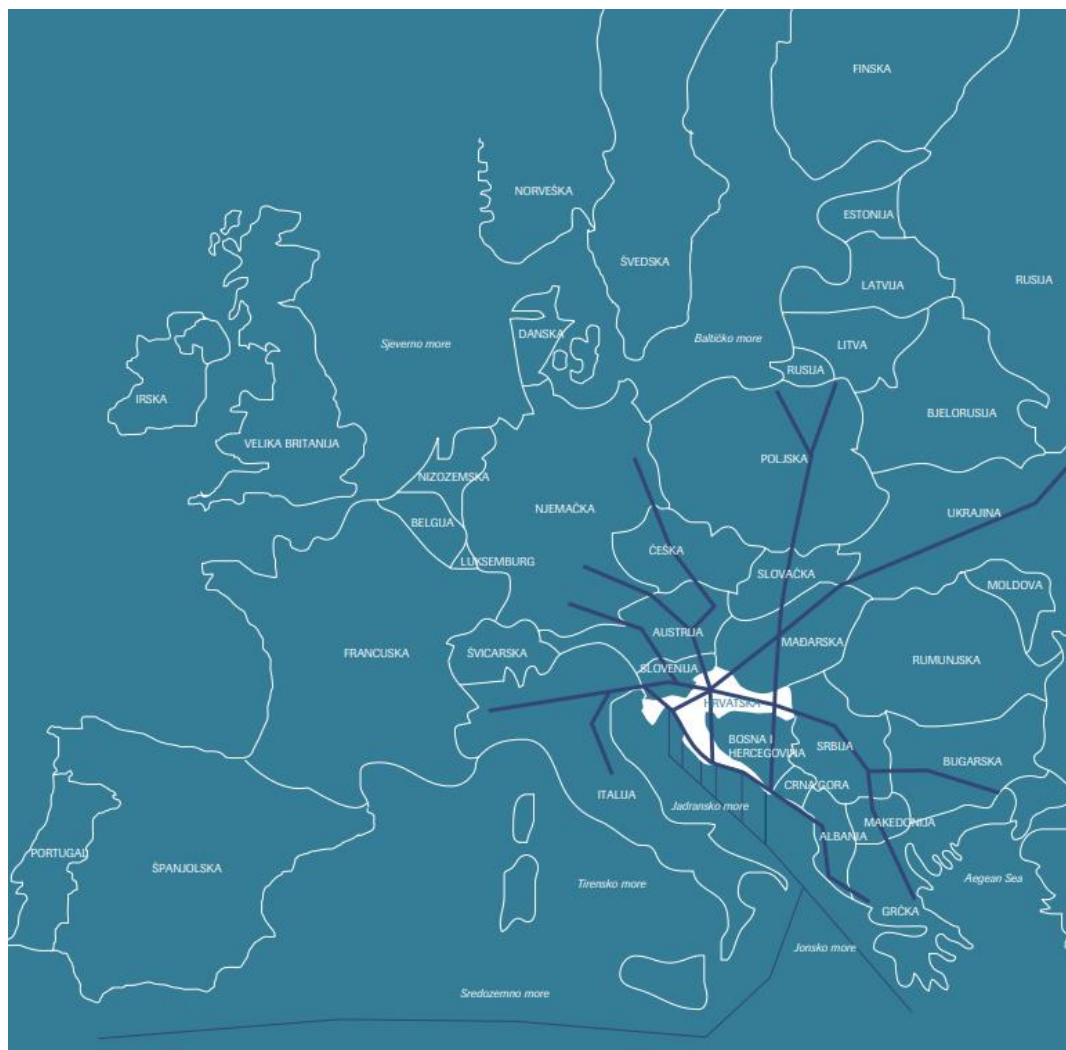 FINSKA
NORVEŠKA
ESTONIJA
ŠVEDSKA
RUSIJA
LATVIJA
DANSKA
Sjeverno more
Baltičko more
LITVA
RUSIJA
IRSKA
BJELORUSIJA
VELIKA BRITANIJA
POLJSKA
NIZOZEMSKA
NJEMAČKA
UKRAJINA
BELGIJA
ČEŠKA
LUKSEMBURG
SLOVAČKA
MOLDOVA
AUSTRIJA
MAĐARSKA
FRANCUSKA
ŠVICARSKA
RUMUNJSKA
SLOVENIJA
HRVATSKA
BOSNA I
HERCEGOVINA
SRBIJA
BUGARSKA
CRNA GORA
ITALIJA
Jadransko more
MAKEDONIJA
ALBANIJA
PORTUGAL
ŠPANJOLSKA
Tirensko more
Aegean Sea
GRČKA
Jonsko more
Sredozemno more